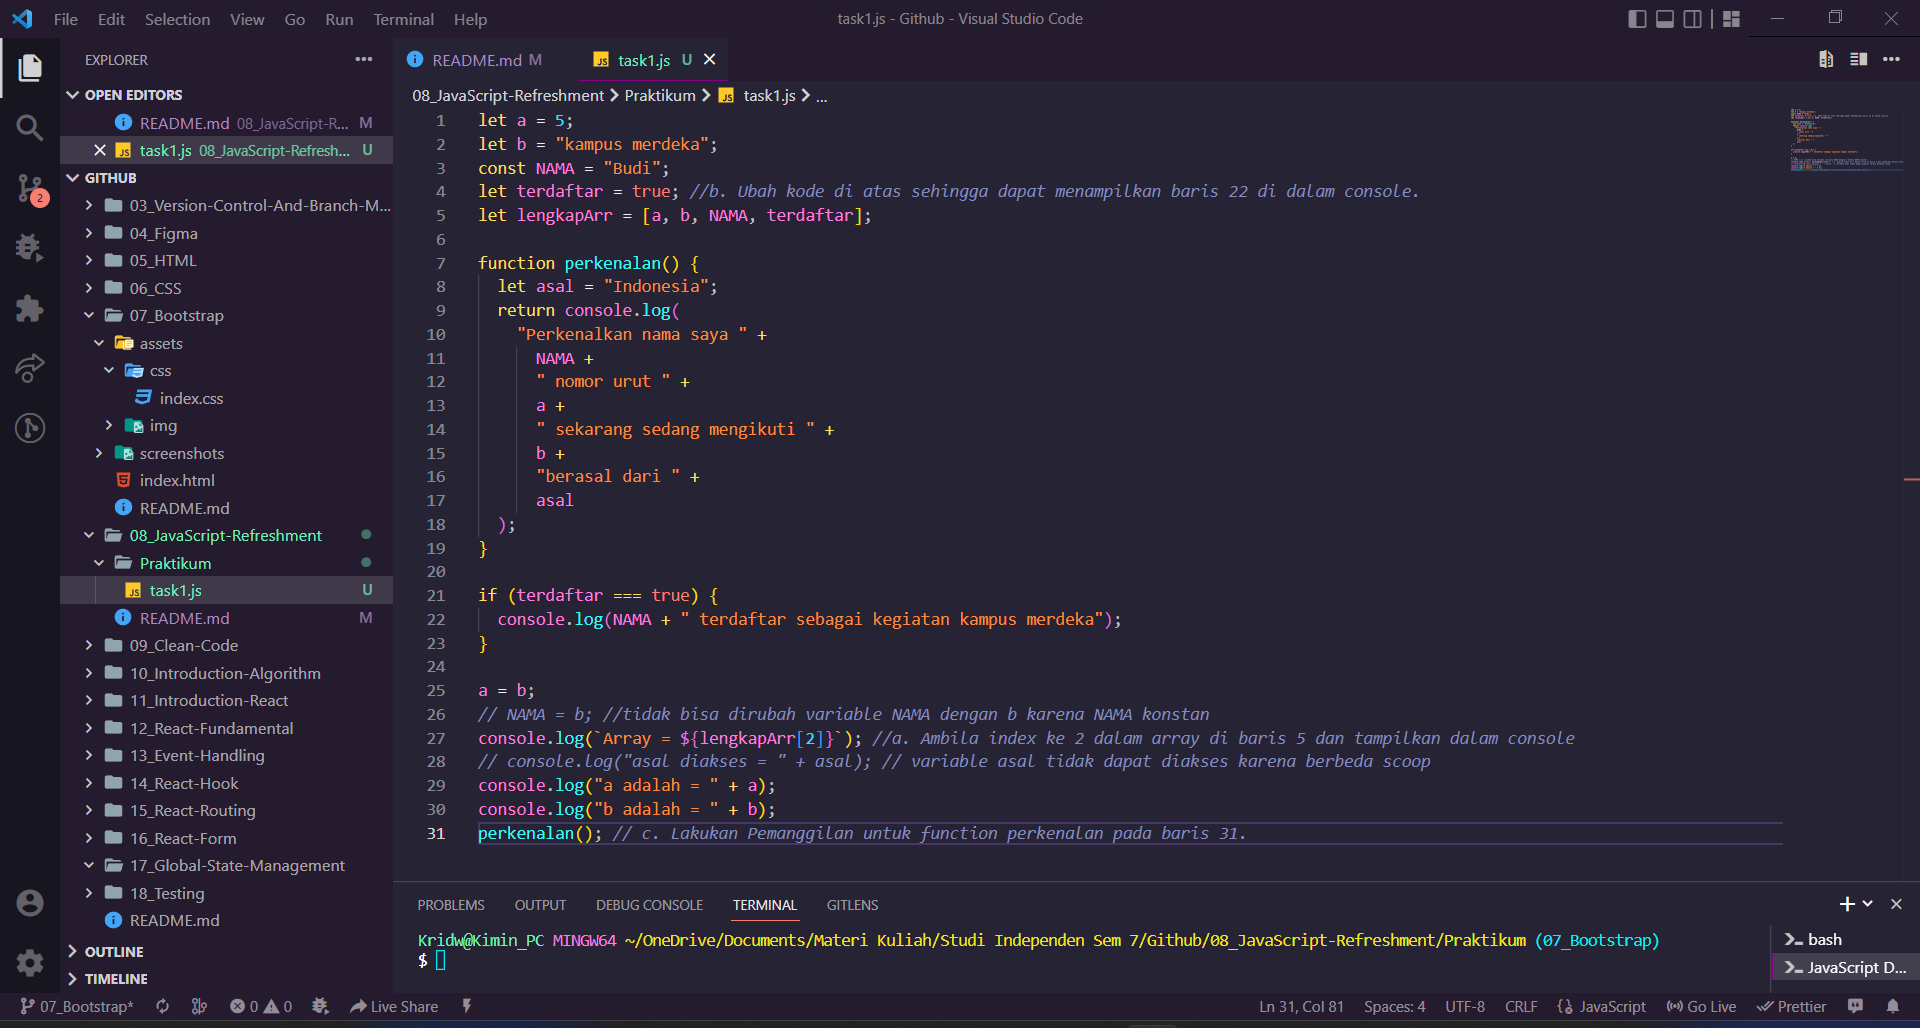 File Edit Selection View Go Run Terminal Help
task1.js - Github - Visual Studio Code
EXPLORER
OPEN EDITORS
README.md 08_JavaScript-R... M
task1.js 08_JavaScript-Refresh... U
GITHUB
03_Version-Control-And-Branch-M...
04_Figma
05_HTML
06_CSS
07_Bootstrap
assets
css
index.css
img
screenshots
index.html
README.md
08_JavaScript-Refreshment
Praktikum
task1.js U
README.md M
09_Clean-Code
10_Introduction-Algorithm
11_Introduction-React
12_React-Fundamental
13_Event-Handling
14_React-Hook
15_React-Routing
16_React-Form
17_Global-State-Management
18_Testing
README.md
OUTLINE
TIMELINE
2
README.md M
task1.js U
08_JavaScript-Refreshment > Praktikum > JS task1.js > ...
1 let a = 5;
2 let b = "kampus merdeka";
3 const NAMA = "Budi";
4 let terdaftar = true; //b. Ubah kode di atas sehingga dapat menampilkan baris 22 di dalam console.
5 let lengkapArr = [a, b, NAMA, terdaftar];
6
7 function perkenalan() {
8 let asal = "Indonesia";
9 return console.log(
10 "Perkenalkan nama saya " +
11 NAMA +
12 " nomor urut " +
13 a +
14 " sekarang sedang mengikuti " +
15 b +
16 "berasal dari " +
17 asal
18 );
19 }
20
21 if (terdaftar === true) {
22 console.log(NAMA + " terdaftar sebagai kegiatan kampus merdeka");
23 }
24
25 a = b;
26 // NAMA = b; //tidak bisa dirubah variable NAMA dengan b karena NAMA konstan
27 console.log(`Array = ${lengkapArr[2]}`); //a. Ambila index ke 2 dalam array di baris 5 dan tampilkan dalam console
28 // console.log("asal diakses = " + asal); // variable asal tidak dapat diakses karena berbeda scoop
29 console.log("a adalah = " + a);
30 console.log("b adalah = " + b);
31 perkenalan(); // c. Lakukan Pemanggilan untuk function perkenalan pada baris 31.
PROBLEMS OUTPUT DEBUG CONSOLE TERMINAL GITLENS
Kridw@Kimin_PC MINGW64 ~/OneDrive/Documents/Materi Kuliah/Studi Independen Sem 7/Github/08_JavaScript-Refreshment/Praktikum (07_Bootstrap)
$
bash
JavaScript D...
07_Bootstrap* 0 0 Live Share Ln 31, Col 81 Spaces: 4 UTF-8 CRLF JavaScript Go Live Prettier